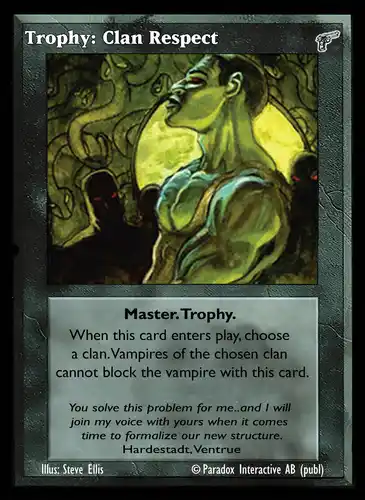 Trophy: Clan Respect
Master. Trophy.
When this card enters play, choose
a clan. Vampires of the chosen clan
cannot block the vampire with this card.
You solve this problem for me..and I will
join my voice with yours when it comes
time to formalize our new structure.
Hardestadt, Ventrue
Illus: Steve Ellis © Paradox Interactive AB (publ)